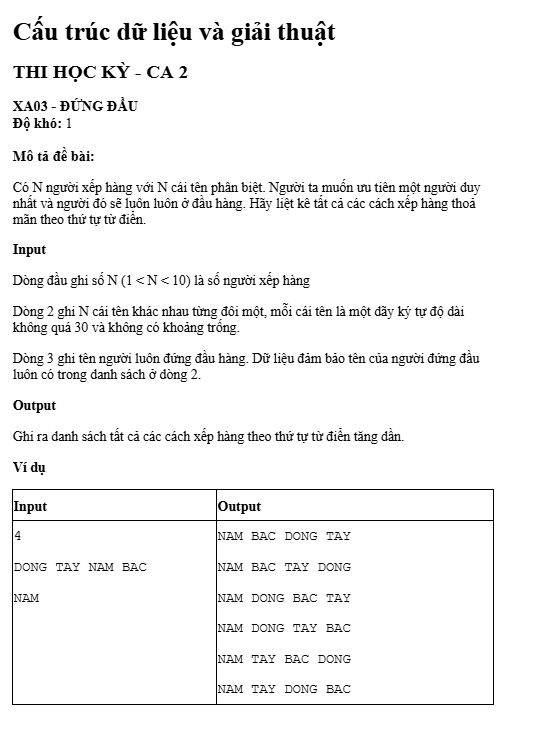 Cấu trúc dữ liệu và giải thuật
THI HỌC KỲ - CA 2
XA03 - ĐỨNG ĐẦU
Độ khó: 1
Mô tả đề bài:
Có N người xếp hàng với N cái tên phân biệt. Người ta muốn ưu tiên một người duy
nhất và người đó sẽ luôn luôn ở đầu hàng. Hãy liệt kê tất cả các cách xếp hàng thoả
mãn theo thứ tự từ điển.
Input
Dòng đầu ghi số N (1 < N < 10) là số người xếp hàng
Dòng 2 ghi N cái tên khác nhau từng đôi một, mỗi cái tên là một dãy ký tự độ dài
không quá 30 và không có khoảng trống.
Dòng 3 ghi tên người luôn đứng đầu hàng. Dữ liệu đảm bảo tên của người đứng đầu
luôn có trong danh sách ở dòng 2.
Output
Ghi ra danh sách tất cả các cách xếp hàng theo thứ tự từ điển tăng dần.
Ví dụ
Input Output
4 NAM BAC DONG TAY
DONG TAY NAM BAC NAM BAC TAY DONG
NAM NAM DONG BAC TAY
NAM DONG TAY BAC
NAM TAY BAC DONG
NAM TAY DONG BAC